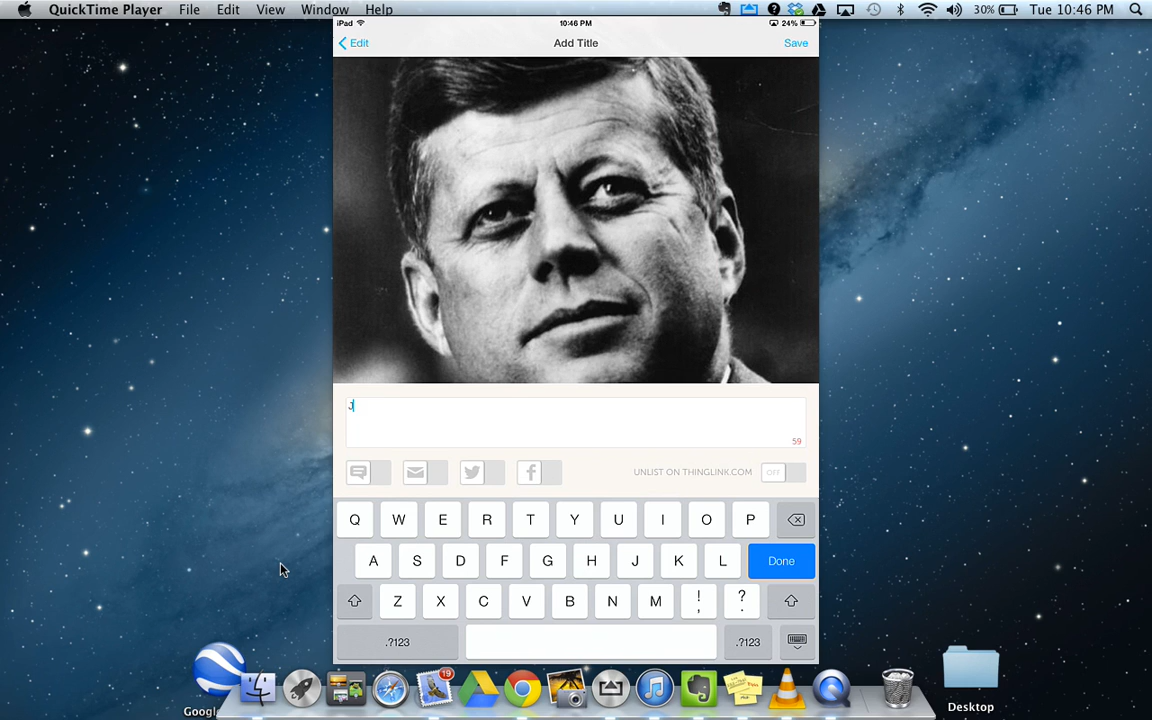 QuickTime Player File Edit View Window Help 30% Tue 10:46 PM
iPad 10:46 PM 24%
Edit Add Title Save
J
59
UNLIST ON THINGLINK.COM OFF
Q W E R T Y U I O P
A S D F G H J K L Done
Z X C V B N M ! , ? .
.?123 .?123
19
Googl
Desktop